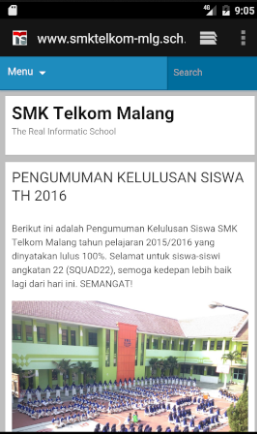 4G 9:05
www.smktelkom-mlg.sch.
Menu Search
SMK Telkom Malang
The Real Informatic School
PENGUMUMAN KELULUSAN SISWA
TH 2016
Berikut ini adalah Pengumuman Kelulusan Siswa SMK
Telkom Malang tahun pelajaran 2015/2016 yang
dinyatakan lulus 100%. Selamat untuk siswa-siswi
angkatan 22 (SQUAD22), semoga kedepan lebih baik
lagi dari hari ini. SEMANGAT!